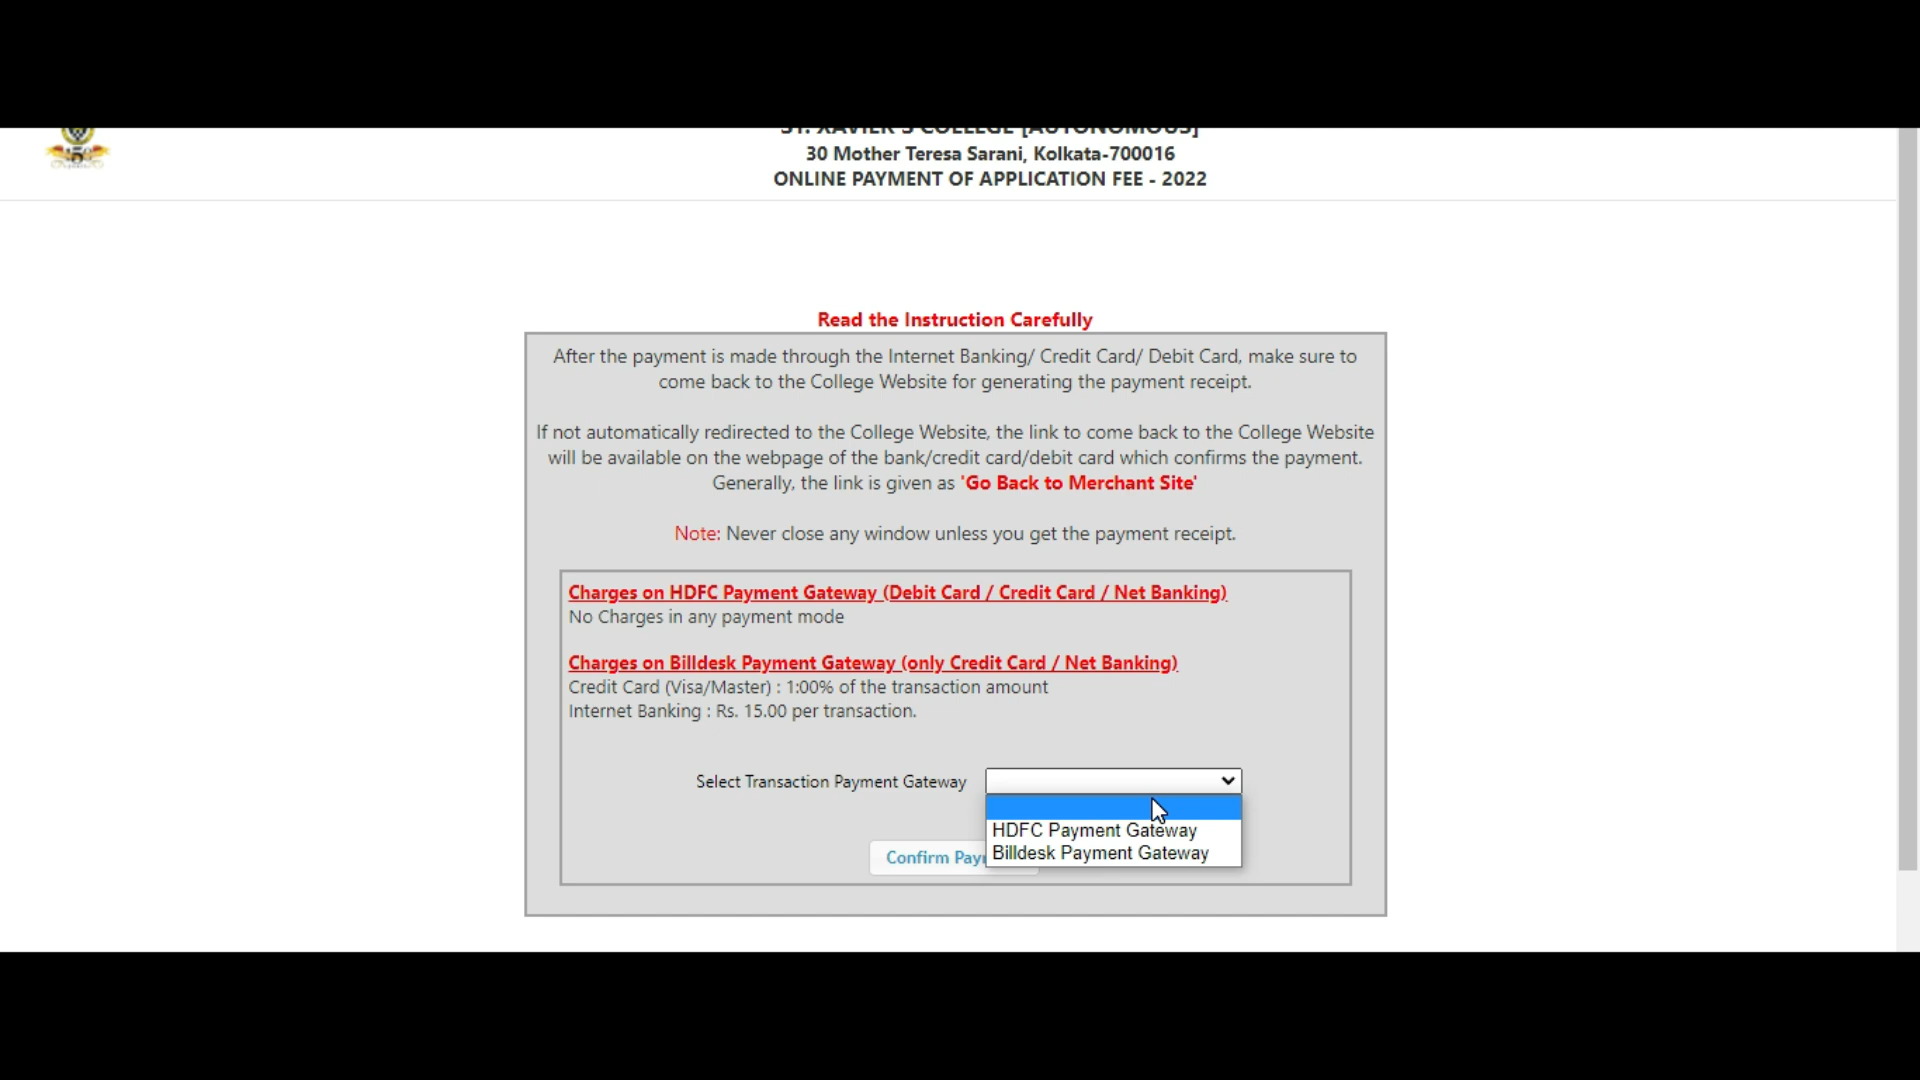 ST. XAVIER'S COLLEGE [AUTONOMOUS]
30 Mother Teresa Sarani, Kolkata-700016
ONLINE PAYMENT OF APPLICATION FEE - 2022
Read the Instruction Carefully
After the payment is made through the Internet Banking/ Credit Card/ Debit Card, make sure to
come back to the College Website for generating the payment receipt.
If not automatically redirected to the College Website, the link to come back to the College Website
will be available on the webpage of the bank/credit card/debit card which confirms the payment.
Generally, the link is given as 'Go Back to Merchant Site'
Note: Never close any window unless you get the payment receipt.
Charges on HDFC Payment Gateway (Debit Card / Credit Card / Net Banking)
No Charges in any payment mode
Charges on Billdesk Payment Gateway (only Credit Card / Net Banking)
Credit Card (Visa/Master) : 1:00% of the transaction amount
Internet Banking : Rs. 15.00 per transaction.
Select Transaction Payment Gateway
HDFC Payment Gateway
Confirm
Billdesk Payment Gateway